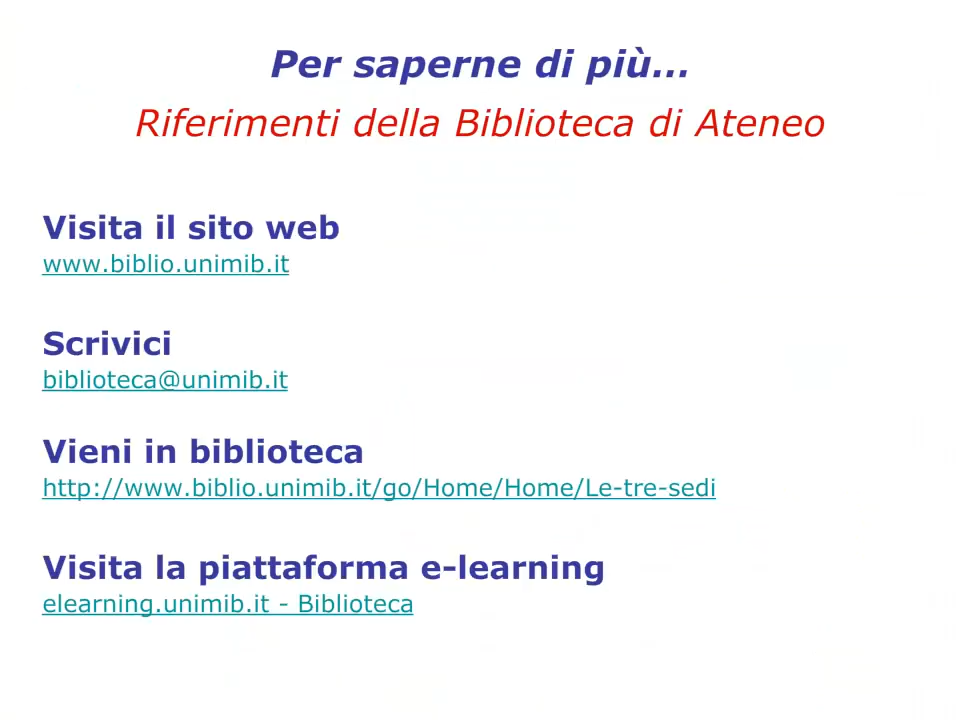 Per saperne di più…
Riferimenti della Biblioteca di Ateneo
Visita il sito web
www.biblio.unimib.it
Scrivici
biblioteca@unimib.it
Vieni in biblioteca
http://www.biblio.unimib.it/go/Home/Home/Le-tre-sedi
Visita la piattaforma e-learning
elearning.unimib.it - Biblioteca